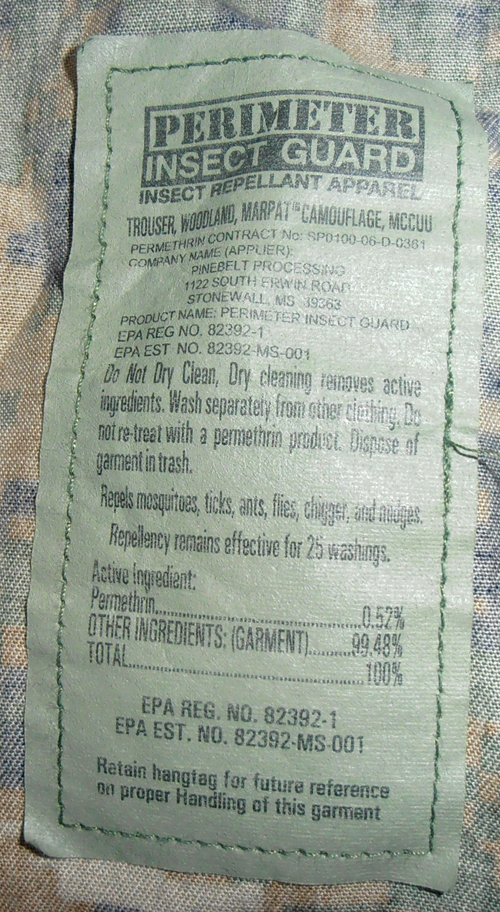 PERIMETER
INSECT GUARD
INSECT REPELLANT APPAREL
TROUSER, WOODLAND, MARPAT™ CAMOUFLAGE, MCCUU
PERMETHRIN CONTRACT No: SP0100-06-D-0361
COMPANY NAME (APPLIER):
PINEBELT PROCESSING
1122 SOUTH ERWIN ROAD
STONEWALL, MS 39363
PRODUCT NAME: PERIMETER INSECT GUARD
EPA REG NO. 82392-1
EPA EST NO. 82392-MS-001
Do Not Dry Clean, Dry cleaning removes active
ingredients. Wash separately from other clothing. Do
not re-treat with a permethrin product. Dispose of
garment in trash.
Repels mosquitoes, ticks, ants, flies, chigger, and midges.
Repellency remains effective for 25 washings.
Active Ingredient:
Permethrin..........................................0.52%
OTHER INGREDIENTS: (GARMENT)........99.48%
TOTAL................................................100%
EPA REG. NO. 82392-1
EPA EST. NO. 82392-MS-001
Retain hangtag for future reference
on proper Handling of this garment